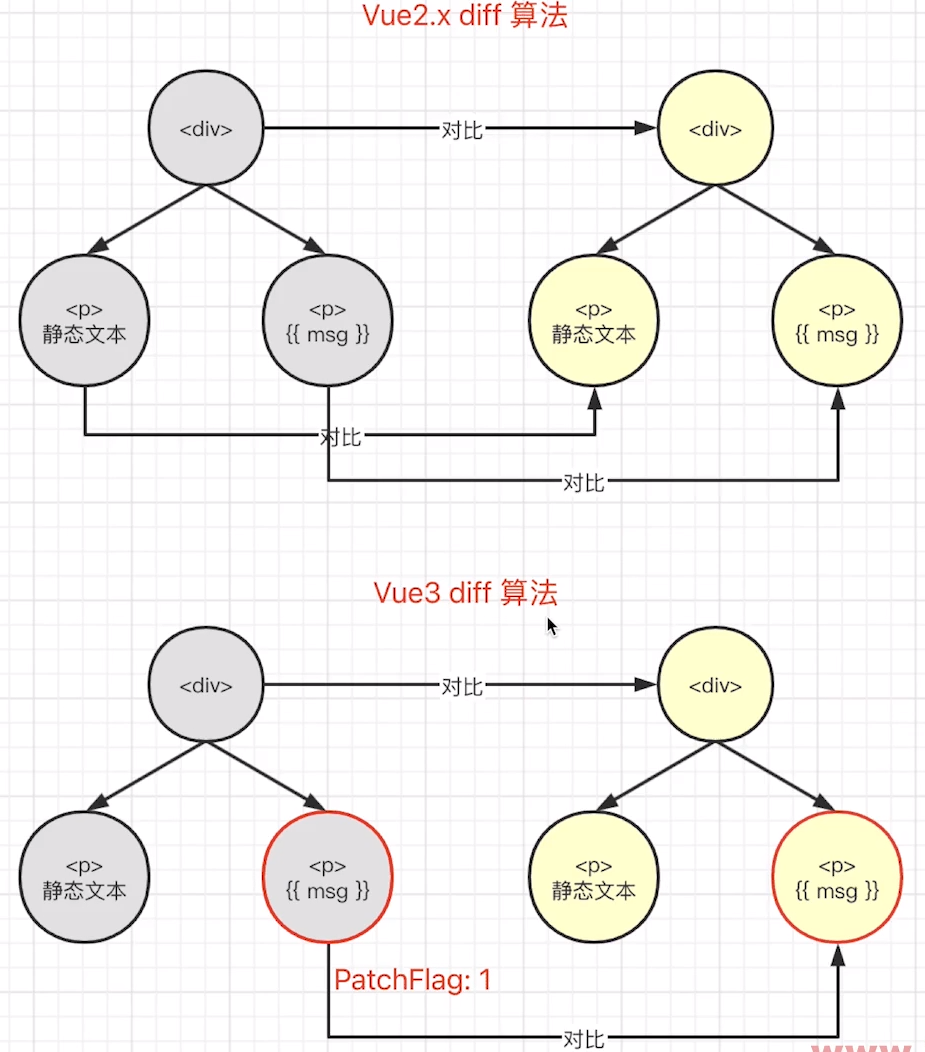 Vue2.x diff 算法
<div>
对比
<div>
<p>
静态文本
<p>
{{ msg }}
<p>
静态文本
<p>
{{ msg }}
对比
对比
Vue3 diff 算法
<div>
对比
<div>
<p>
静态文本
<p>
{{ msg }}
<p>
静态文本
<p>
{{ msg }}
PatchFlag: 1
对比